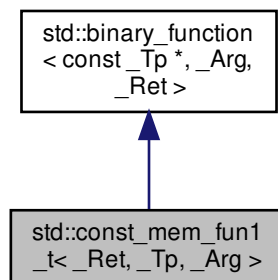 std::binary_function
< const _Tp *, _Arg,
_Ret >
std::const_mem_fun1
_t< _Ret, _Tp, _Arg >